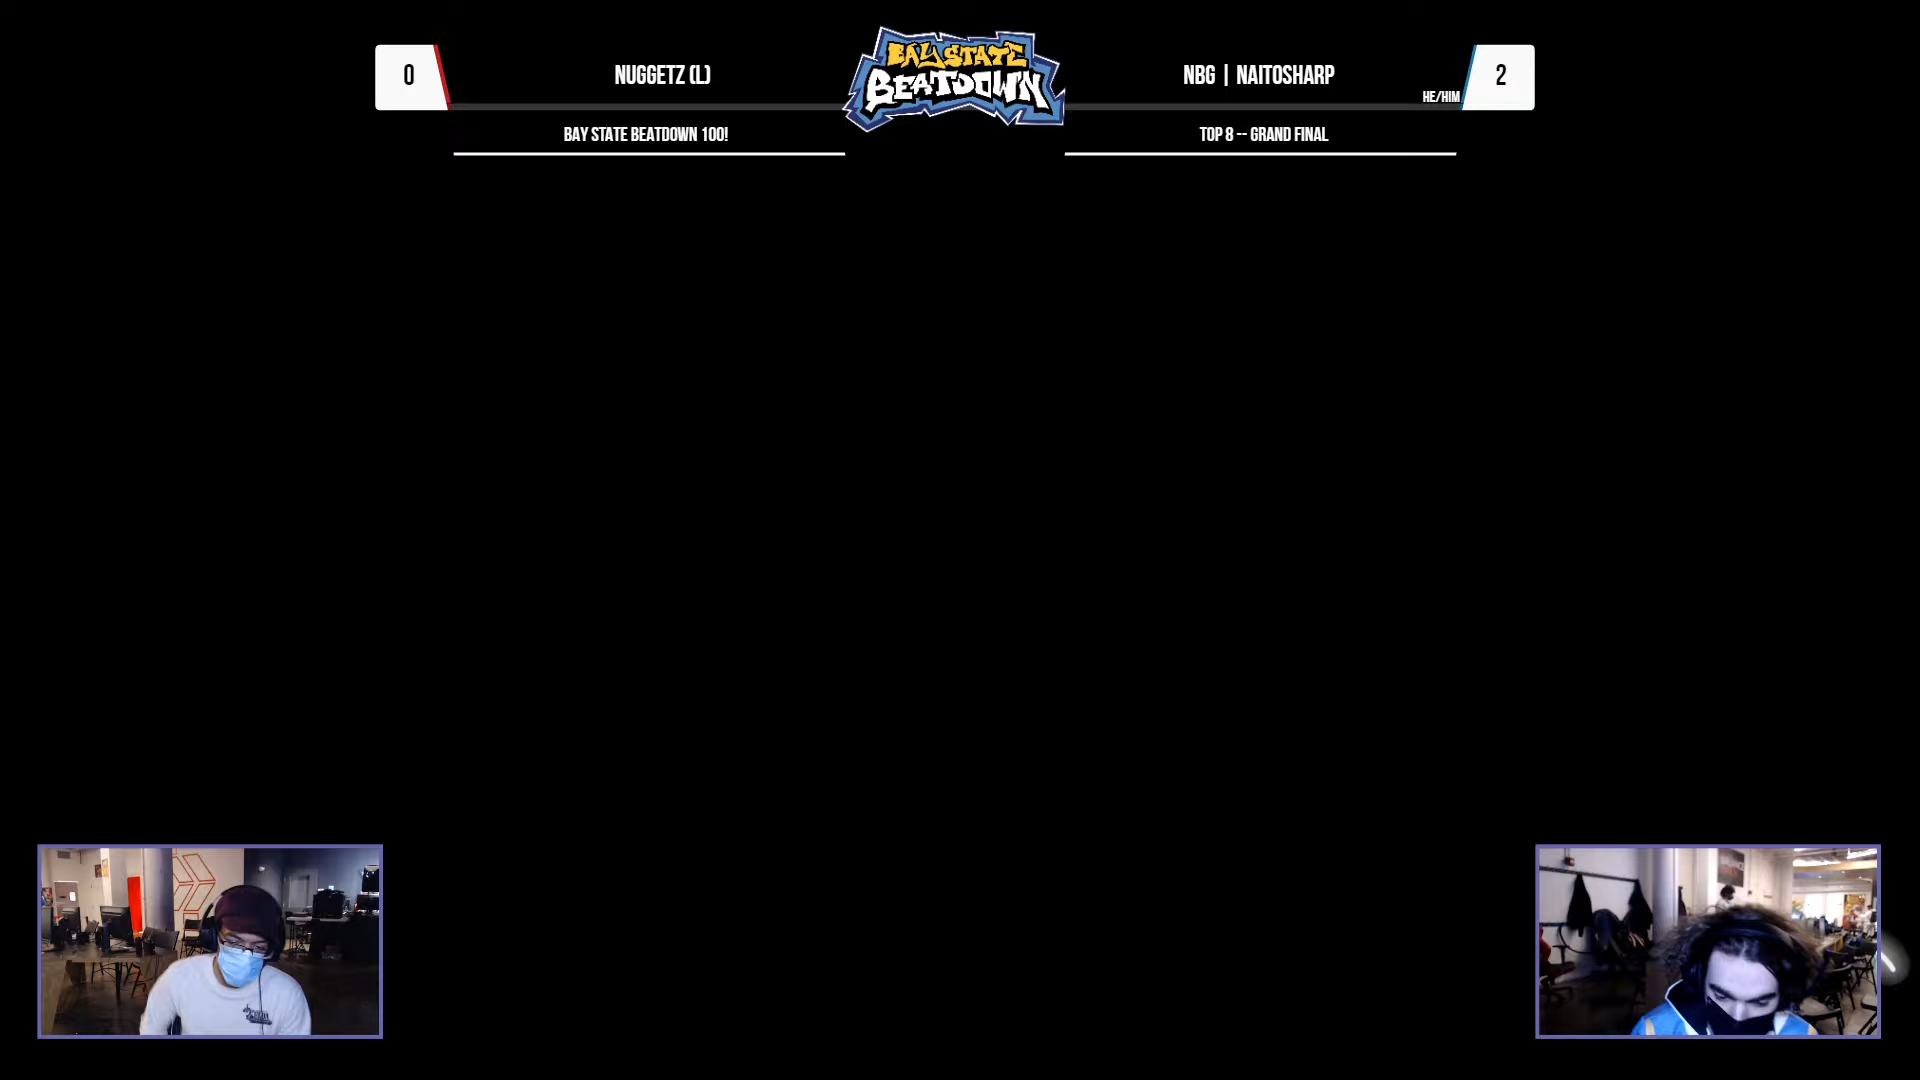 0
NUGGETZ (L)
BAY STATE
BEATDOWN
NBG | NAITOSHARP
HE/HIM
2
BAY STATE BEATDOWN 100!
TOP 8 -- GRAND FINAL